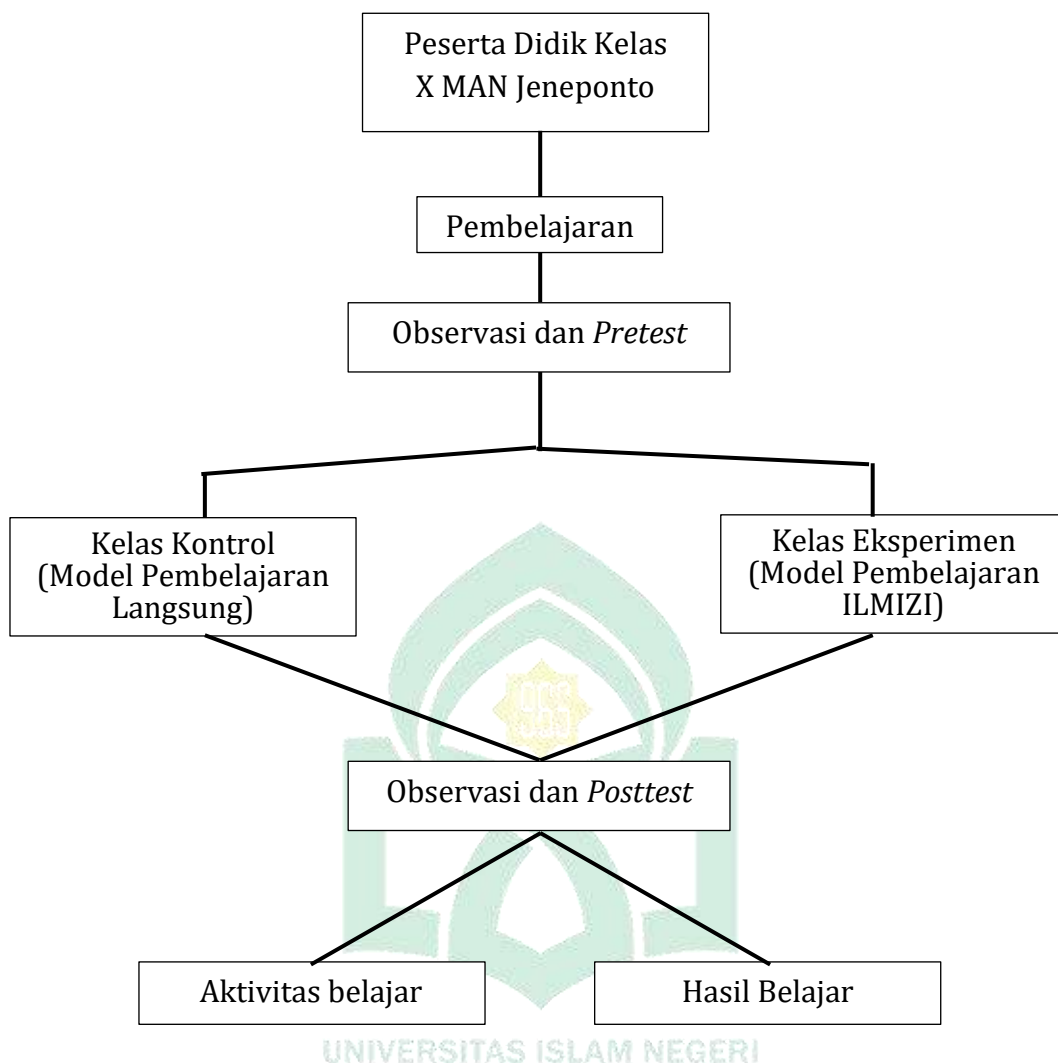 Peserta Didik Kelas
X MAN Jeneponto
Pembelajaran
Observasi dan Pretest
Kelas Kontrol
(Model Pembelajaran
Langsung)
Kelas Eksperimen
(Model Pembelajaran
ILMIZI)
Observasi dan Posttest
Aktivitas belajar
Hasil Belajar
UNIVERSITAS ISLAM NEGERI